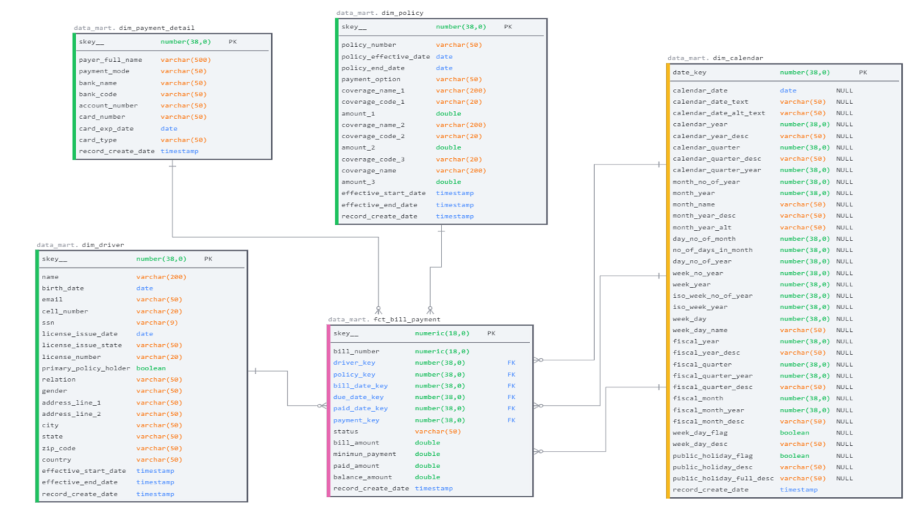 data_mart. dim_payment_detail
skey__ number(38,0) PK
payer_full_name varchar(500)
payment_mode varchar(50)
bank_name varchar(50)
bank_code varchar(50)
account_number varchar(50)
card_number varchar(50)
card_exp_date date
card_type varchar(50)
record_create_date timestamp
data_mart. dim_policy
skey__ number(38,0) PK
policy_number varchar(50)
policy_effective_date date
policy_end_date date
payment_option varchar(50)
coverage_name_1 varchar(200)
coverage_code_1 varchar(20)
amount_1 double
coverage_name_2 varchar(200)
coverage_code_2 varchar(20)
amount_2 double
coverage_code_3 varchar(20)
coverage_name varchar(200)
amount_3 double
effective_start_date timestamp
effective_end_date timestamp
record_create_date timestamp
data_mart. dim_calendar
date_key number(38,0) PK
calendar_date date NULL
calendar_date_text varchar(50) NULL
calendar_date_alt_text varchar(50) NULL
calendar_year number(38,0) NULL
calendar_year_desc varchar(50) NULL
calendar_quarter number(38,0) NULL
calendar_quarter_desc varchar(50) NULL
calendar_quarter_year number(38,0) NULL
month_no_of_year number(38,0) NULL
month_year number(38,0) NULL
month_name varchar(50) NULL
month_year_desc varchar(50) NULL
month_year_alt varchar(50) NULL
day_no_of_month number(38,0) NULL
no_of_days_in_month number(38,0) NULL
day_no_of_year number(38,0) NULL
week_no_year number(38,0) NULL
week_year number(38,0) NULL
iso_week_no_of_year number(38,0) NULL
iso_week_year number(38,0) NULL
week_day number(38,0) NULL
week_day_name varchar(50) NULL
fiscal_year number(38,0) NULL
fiscal_year_desc varchar(50) NULL
fiscal_quarter number(38,0) NULL
fiscal_quarter_year number(38,0) NULL
fiscal_quarter_desc varchar(50) NULL
fiscal_month number(38,0) NULL
fiscal_month_year number(38,0) NULL
fiscal_month_desc varchar(50) NULL
week_day_flag boolean NULL
week_day_desc varchar(50) NULL
public_holiday_flag boolean NULL
public_holiday_desc varchar(50) NULL
public_holiday_full_desc varchar(50) NULL
record_create_date timestamp
data_mart. dim_driver
skey__ number(38,0) PK
name varchar(200)
birth_date date
email varchar(50)
cell_number varchar(20)
ssn varchar(9)
license_issue_date date
license_issue_state varchar(50)
license_number varchar(20)
primary_policy_holder boolean
relation varchar(50)
gender varchar(50)
address_line_1 varchar(50)
address_line_2 varchar(50)
city varchar(50)
state varchar(50)
zip_code varchar(50)
country varchar(50)
effective_start_date timestamp
effective_end_date timestamp
record_create_date timestamp
data_mart. fct_bill_payment
skey__ numeric(18,0) PK
bill_number numeric(18,0)
driver_key number(38,0) FK
policy_key number(38,0) FK
bill_date_key number(38,0) FK
due_date_key number(38,0) FK
paid_date_key number(38,0) FK
payment_key number(38,0) FK
status varchar(50)
bill_amount double
minimun_payment double
paid_amount double
balance_amount double
record_create_date timestamp